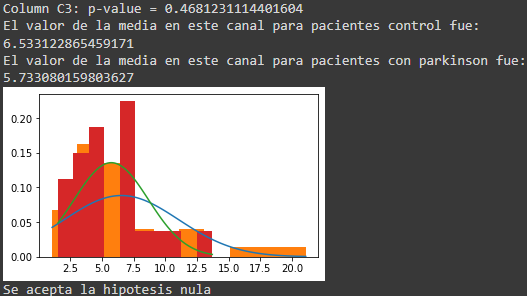 Column C3: p-value = 0.4681231114401604
El valor de la media en este canal para pacientes control fue:
6.533122865459171
El valor de la media en este canal para pacientes con parkinson fue:
5.733080159803627
0.20
0.15
0.10
0.05
0.00
2.5 5.0 7.5 10.0 12.5 15.0 17.5 20.0
Se acepta la hipotesis nula